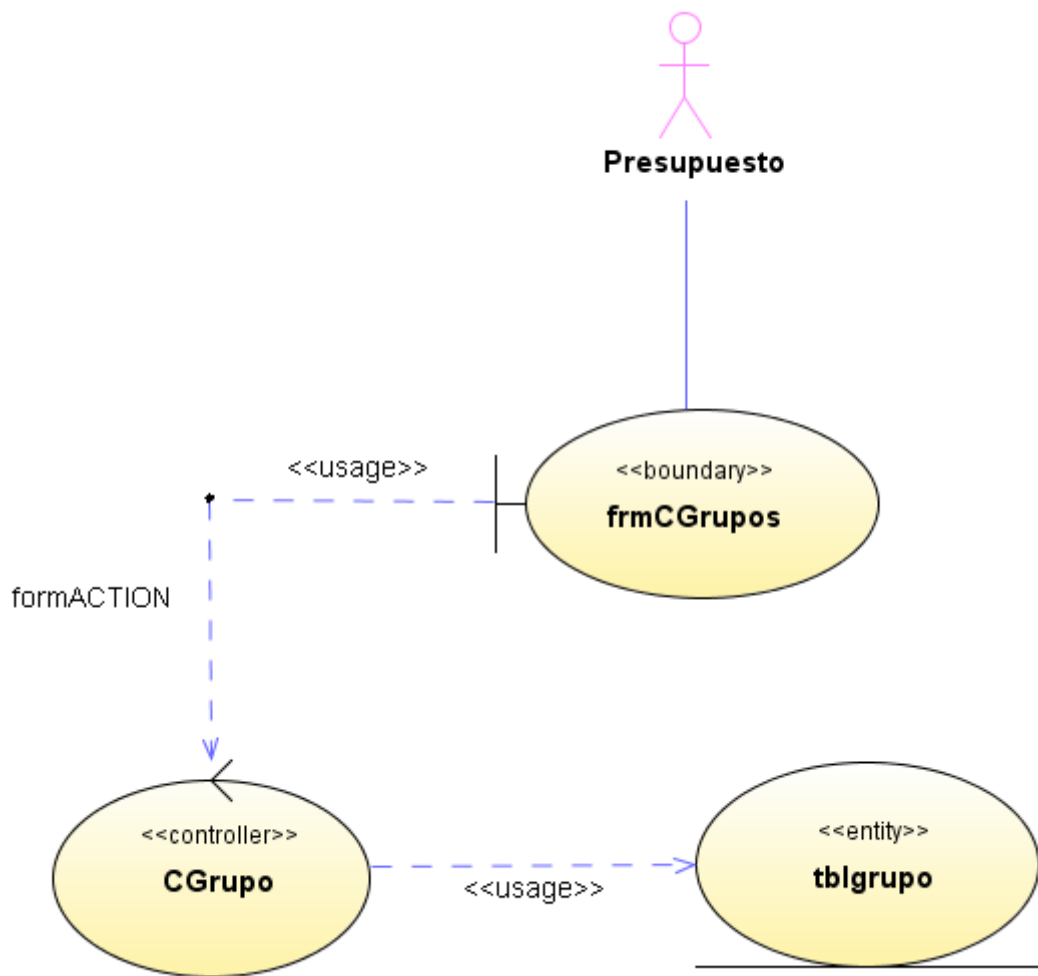 Presupuesto
<<usage>>
<<boundary>>
frmCGrupos
formACTION
<<controller>>
CGrupo
<<usage>>
<<entity>>
tblgrupo